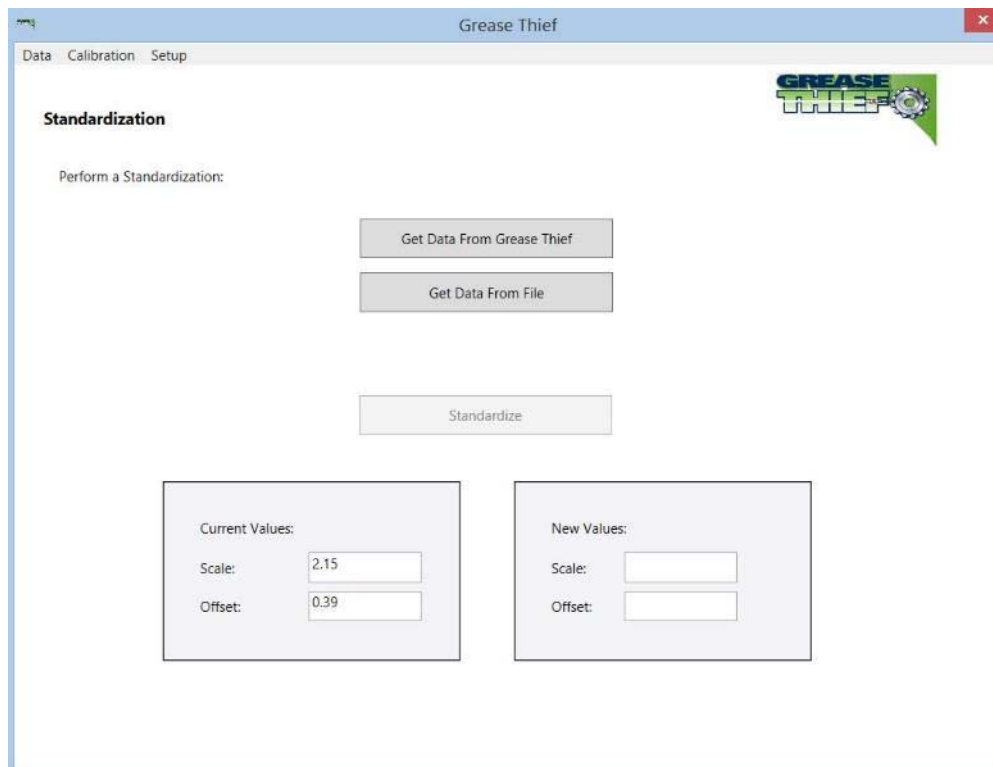 Grease Thief
Data Calibration Setup
GREASE
THIEF
Standardization
Perform a Standardization:
Get Data From Grease Thief
Get Data From File
Standardize
Current Values:
Scale: 2.15
Offset: 0.39
New Values:
Scale:
Offset: